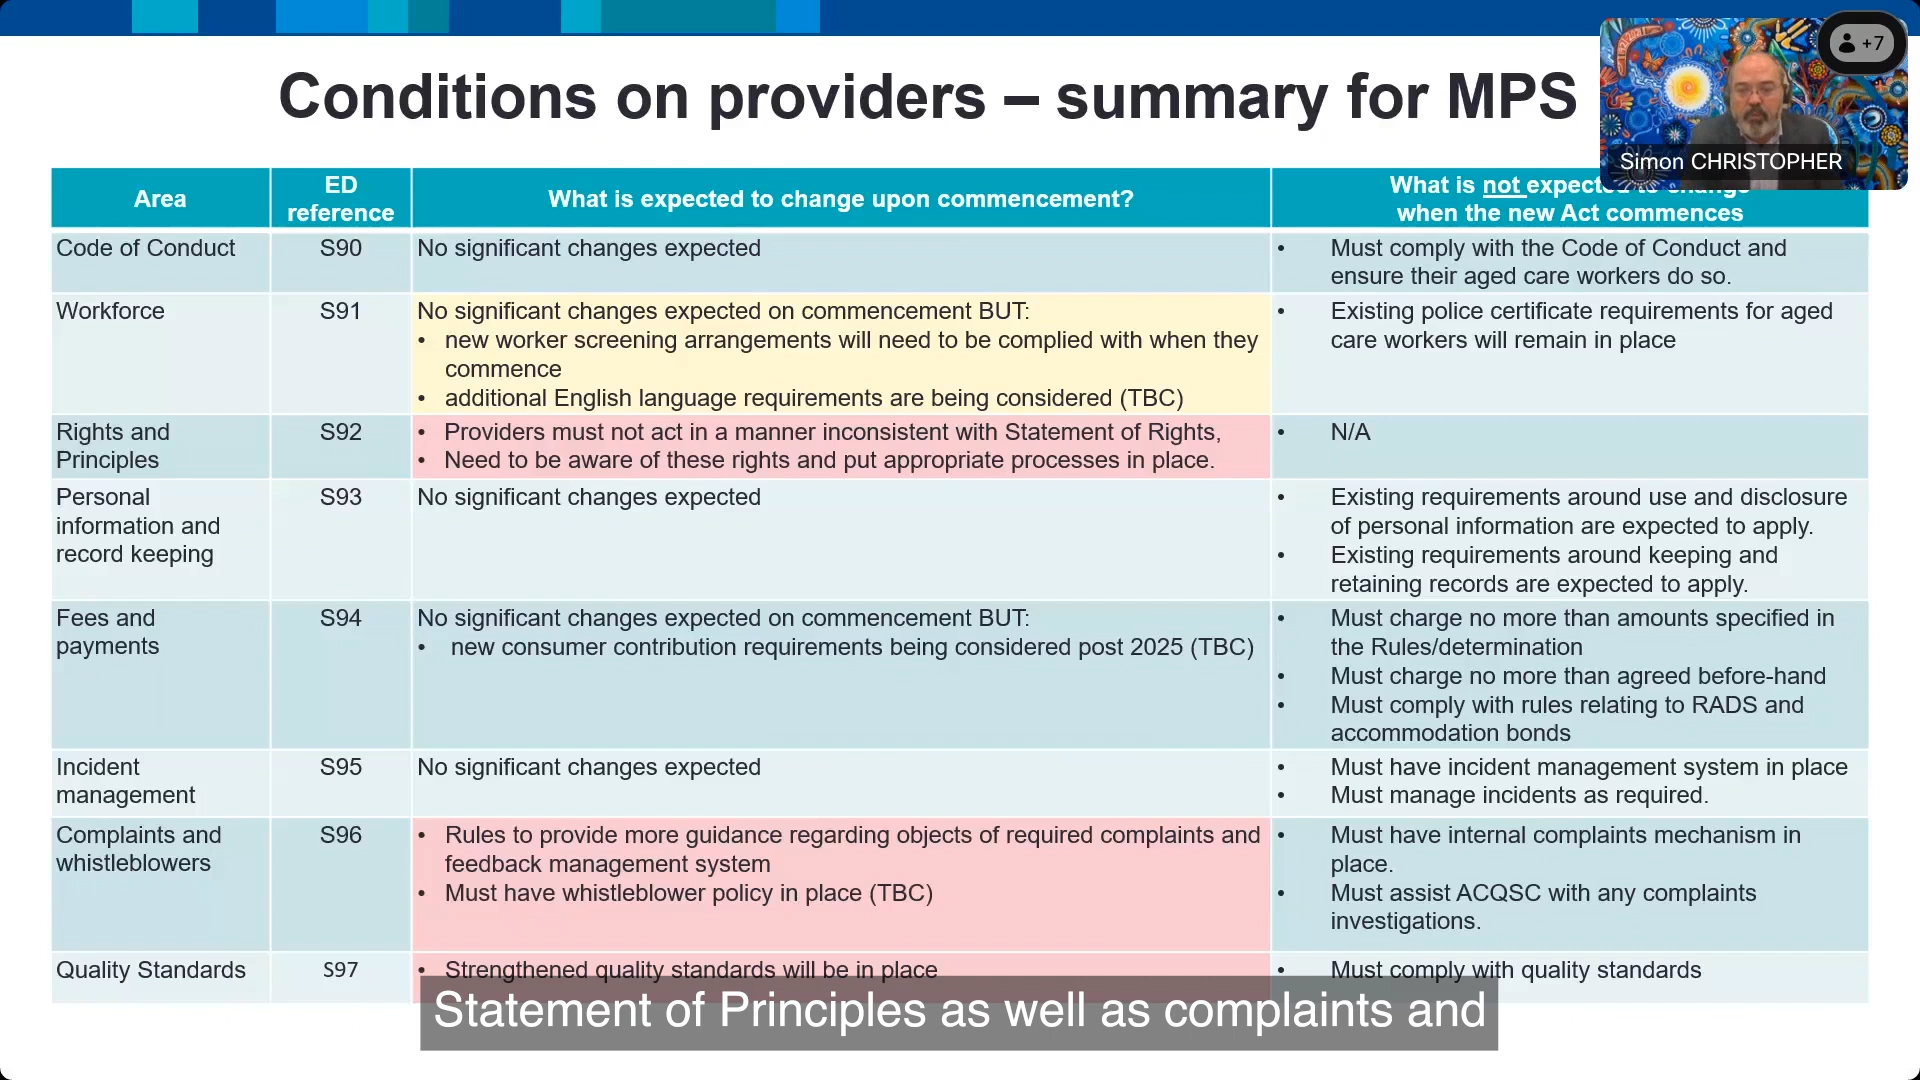 Conditions on providers – summary for MPS
+7
Simon CHRISTOPHER
Area
ED
reference
What is expected to change upon commencement?
What is not expected to change
when the new Act commences
Code of Conduct
S90
No significant changes expected
• Must comply with the Code of Conduct and
ensure their aged care workers do so.
Workforce
S91
No significant changes expected on commencement BUT:
• new worker screening arrangements will need to be complied with when they
commence
• additional English language requirements are being considered (TBC)
• Existing police certificate requirements for aged
care workers will remain in place
Rights and
Principles
S92
• Providers must not act in a manner inconsistent with Statement of Rights,
• Need to be aware of these rights and put appropriate processes in place.
• N/A
Personal
information and
record keeping
S93
No significant changes expected
• Existing requirements around use and disclosure
of personal information are expected to apply.
• Existing requirements around keeping and
retaining records are expected to apply.
Fees and
payments
S94
No significant changes expected on commencement BUT:
• new consumer contribution requirements being considered post 2025 (TBC)
• Must charge no more than amounts specified in
the Rules/determination
• Must charge no more than agreed before-hand
• Must comply with rules relating to RADS and
accommodation bonds
Incident
management
S95
No significant changes expected
• Must have incident management system in place
• Must manage incidents as required.
Complaints and
whistleblowers
S96
• Rules to provide more guidance regarding objects of required complaints and
feedback management system
• Must have whistleblower policy in place (TBC)
• Must have internal complaints mechanism in
place.
• Must assist ACQSC with any complaints
investigations.
Quality Standards
S97
• Strengthened quality standards will be in place
• Must comply with quality standards
Statement of Principles as well as complaints and